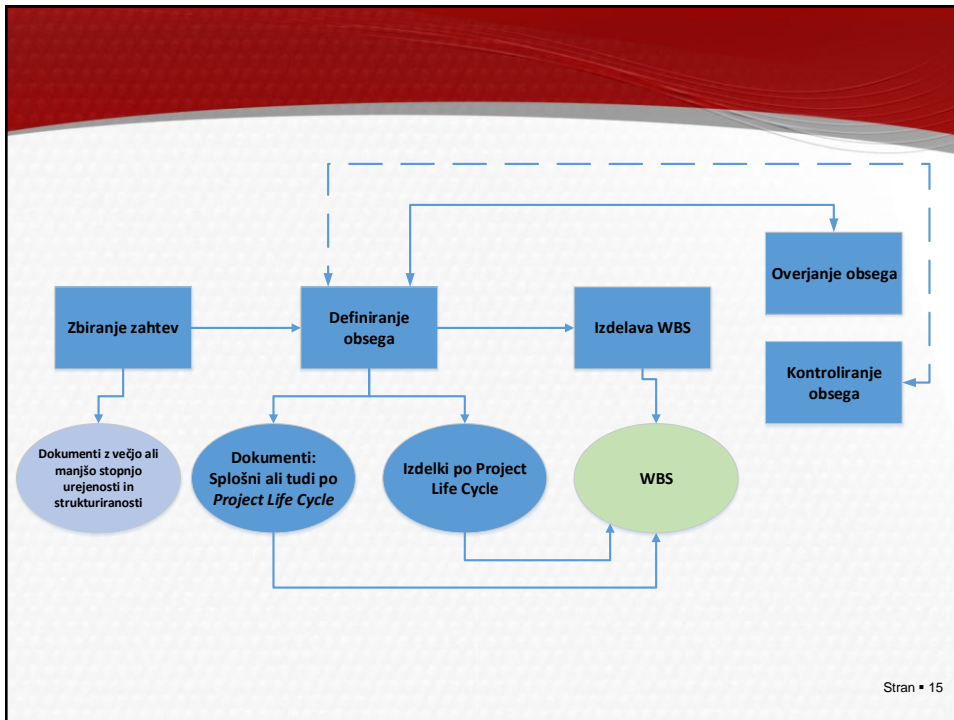 Zbiranje zahtev
Definiranje
obsega
Izdelava WBS
Overjanje obsega
Kontroliranje
obsega
Dokumenti z večjo ali
manjšo stopnjo
urejenosti in
strukturiranosti
Dokumenti:
Splošni ali tudi po
Project Life Cycle
Izdelki po Project
Life Cycle
WBS
Stran ▪ 15